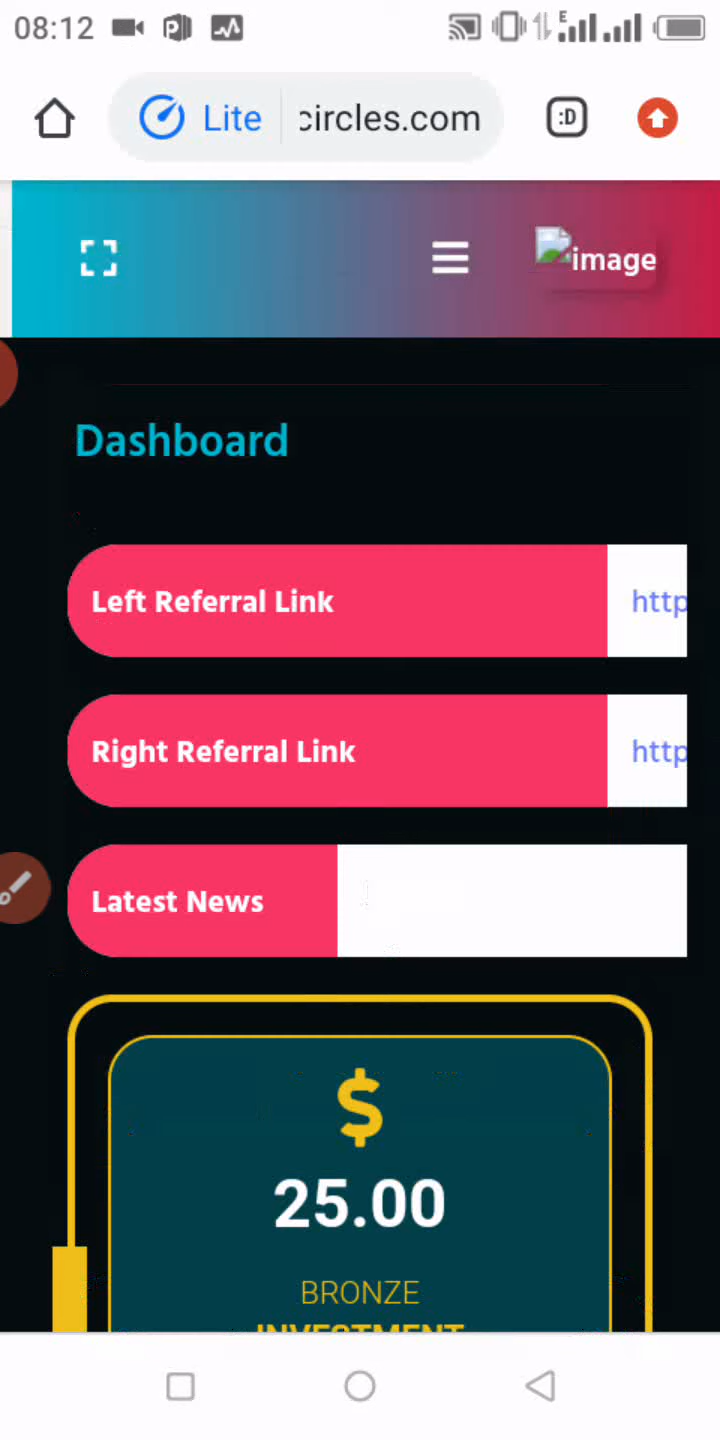 08:12
E
Lite
circles.com
:D
image
Dashboard
Left Referral Link
http
Right Referral Link
http
Latest News
$
25.00
BRONZE
INVESTMENT